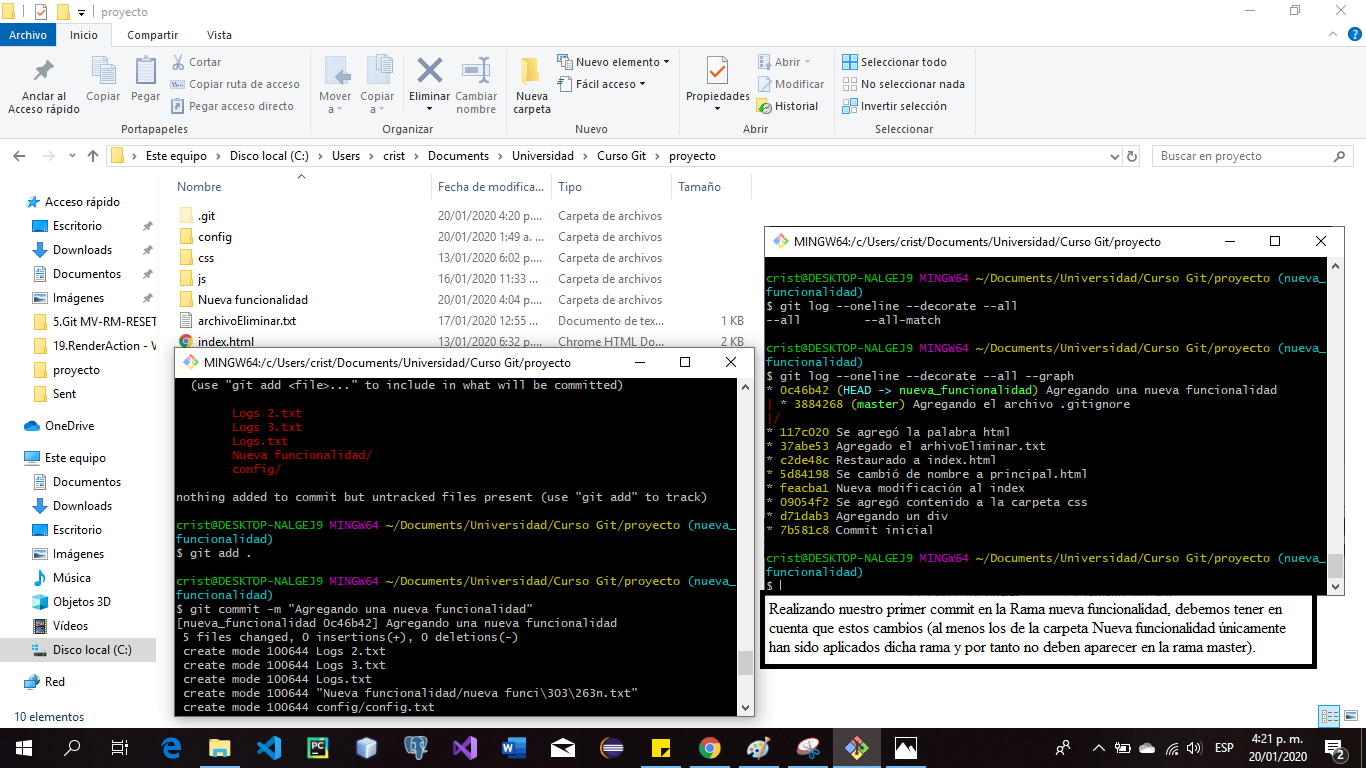 proyecto
Archivo Inicio Compartir Vista
Anclar al Acceso rápido
Copiar
Pegar
Cortar
Copiar ruta de acceso
Pegar acceso directo
Portapapeles
Mover a
Copiar a
Eliminar
Cambiar nombre
Organizar
Nueva carpeta
Nuevo elemento
Fácil acceso
Nuevo
Propiedades
Abrir
Modificar
Historial
Abrir
Seleccionar todo
No seleccionar nada
Invertir selección
Seleccionar
Este equipo > Disco local (C:) > Users > crist > Documents > Universidad > Curso Git > proyecto
Buscar en proyecto
Acceso rápido
Escritorio
Downloads
Documentos
Imágenes
5.Git MV-RM-RESET
19.RenderAction - V
proyecto
Sent
OneDrive
Este equipo
Documentos
Downloads
Escritorio
Imágenes
Música
Objetos 3D
Vídeos
Disco local (C:)
Red
10 elementos
Nombre Fecha de modifica... Tipo Tamaño
.git 20/01/2020 4:20 p.... Carpeta de archivos
config 20/01/2020 1:49 a. ... Carpeta de archivos
css 13/01/2020 6:02 p.... Carpeta de archivos
js 16/01/2020 11:33 ... Carpeta de archivos
Nueva funcionalidad 20/01/2020 4:04 p.... Carpeta de archivos
archivoEliminar.txt 17/01/2020 12:55 ... Documento de tex... 1 KB
index.html 13/01/2020 6:32 p.... Chrome HTML Do... 2 KB
MINGW64:/c/Users/crist/Documents/Universidad/Curso Git/proyecto
(use "git add <file>..." to include in what will be committed)
Logs 2.txt
Logs 3.txt
Logs.txt
Nueva funcionalidad/
config/
nothing added to commit but untracked files present (use "git add" to track)
crist@DESKTOP-NALGEJ9 MINGW64 ~/Documents/Universidad/Curso Git/proyecto (nueva_
funcionalidad)
$ git add .
crist@DESKTOP-NALGEJ9 MINGW64 ~/Documents/Universidad/Curso Git/proyecto (nueva_
funcionalidad)
$ git commit -m "Agregando una nueva funcionalidad"
[nueva_funcionalidad 0c46b42] Agregando una nueva funcionalidad
5 files changed, 0 insertions(+), 0 deletions(-)
create mode 100644 Logs 2.txt
create mode 100644 Logs 3.txt
create mode 100644 Logs.txt
create mode 100644 "Nueva funcionalidad/nueva funci\303\263n.txt"
create mode 100644 config/config.txt
MINGW64:/c/Users/crist/Documents/Universidad/Curso Git/proyecto
crist@DESKTOP-NALGEJ9 MINGW64 ~/Documents/Universidad/Curso Git/proyecto (nueva_
funcionalidad)
$ git log --oneline --decorate --all
--all --all-match
crist@DESKTOP-NALGEJ9 MINGW64 ~/Documents/Universidad/Curso Git/proyecto (nueva_
funcionalidad)
$ git log --oneline --decorate --all --graph
* 0c46b42 (HEAD -> nueva_funcionalidad) Agregando una nueva funcionalidad
| * 3884268 (master) Agregando el archivo .gitignore
|/
* 117c020 Se agregó la palabra html
* 37abe53 Agregado el arhivoEliminar.txt
* c2de48c Restaurado a index.html
* 5d84198 Se cambió de nombre a principal.html
* feacba1 Nueva modificación al index
* 09054f2 Se agregó contenido a la carpeta css
* d71dab3 Agregando un div
* 7b581c8 Commit inicial
crist@DESKTOP-NALGEJ9 MINGW64 ~/Documents/Universidad/Curso Git/proyecto (nueva_
funcionalidad)
$
Realizando nuestro primer commit en la Rama nueva funcionalidad, debemos tener en
cuenta que estos cambios (al menos los de la carpeta Nueva funcionalidad únicamente
han sido aplicados dicha rama y por tanto no deben aparecer en la rama master).
ESP
4:21 p. m.
20/01/2020
2